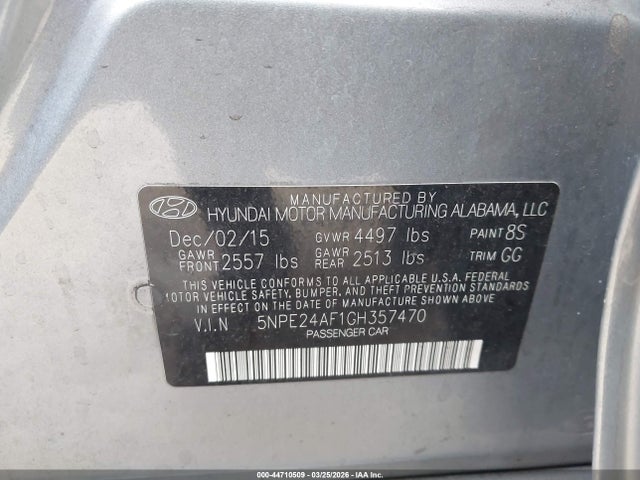 MANUFACTURED BY
HYUNDAI MOTOR MANUFACTURING ALABAMA, LLC
Dec/02/15 GVWR 4497 lbs PAINT 8S
GAWR FRONT 2557 lbs GAWR REAR 2513 lbs TRIM GG
THIS VEHICLE CONFORMS TO ALL APPLICABLE U.S.A. FEDERAL
MOTOR VEHICLE SAFETY, BUMPER, AND THEFT PREVENTION STANDARDS
IN EFFECT ON THE DATE OF MANUFACTURE SHOWN ABOVE.
V.I.N 5NPE24AF1GH357470
PASSENGER CAR
000-44710509 - 03/25/2026 - IAAI.COM